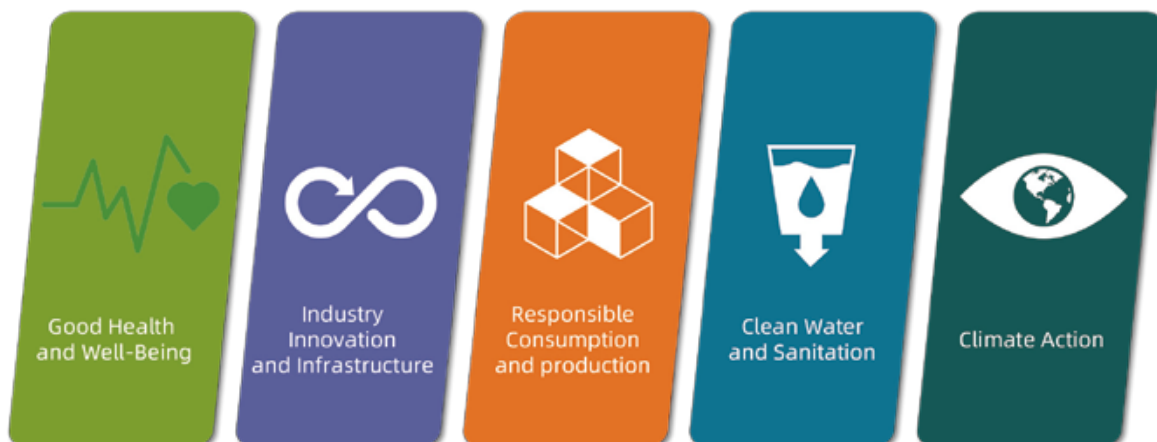 Good Health
and Well-Being
Industry
Innovation
and Infrastructure
Responsible
Consumption
and production
Clean Water
and Sanitation
Climate Action